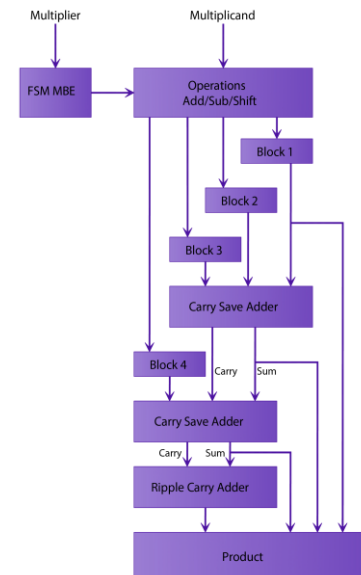 Multiplier
Multiplicand
FSM MBE
Operations
Add/Sub/Shift
Block 1
Block 2
Block 3
Carry Save Adder
Block 4
Carry
Sum
Carry Save Adder
Carry
Sum
Ripple Carry Adder
Product